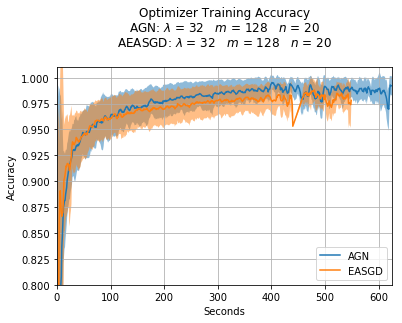 Optimizer Training Accuracy
AGN: λ = 32 m = 128 n = 20
AEASGD: λ = 32 m = 128 n = 20
1.000
0.975
0.950
0.925
0.900
0.875
0.850
0.825
0.800
Accuracy
0 100 200 300 400 500 600
Seconds
AGN
EASGD